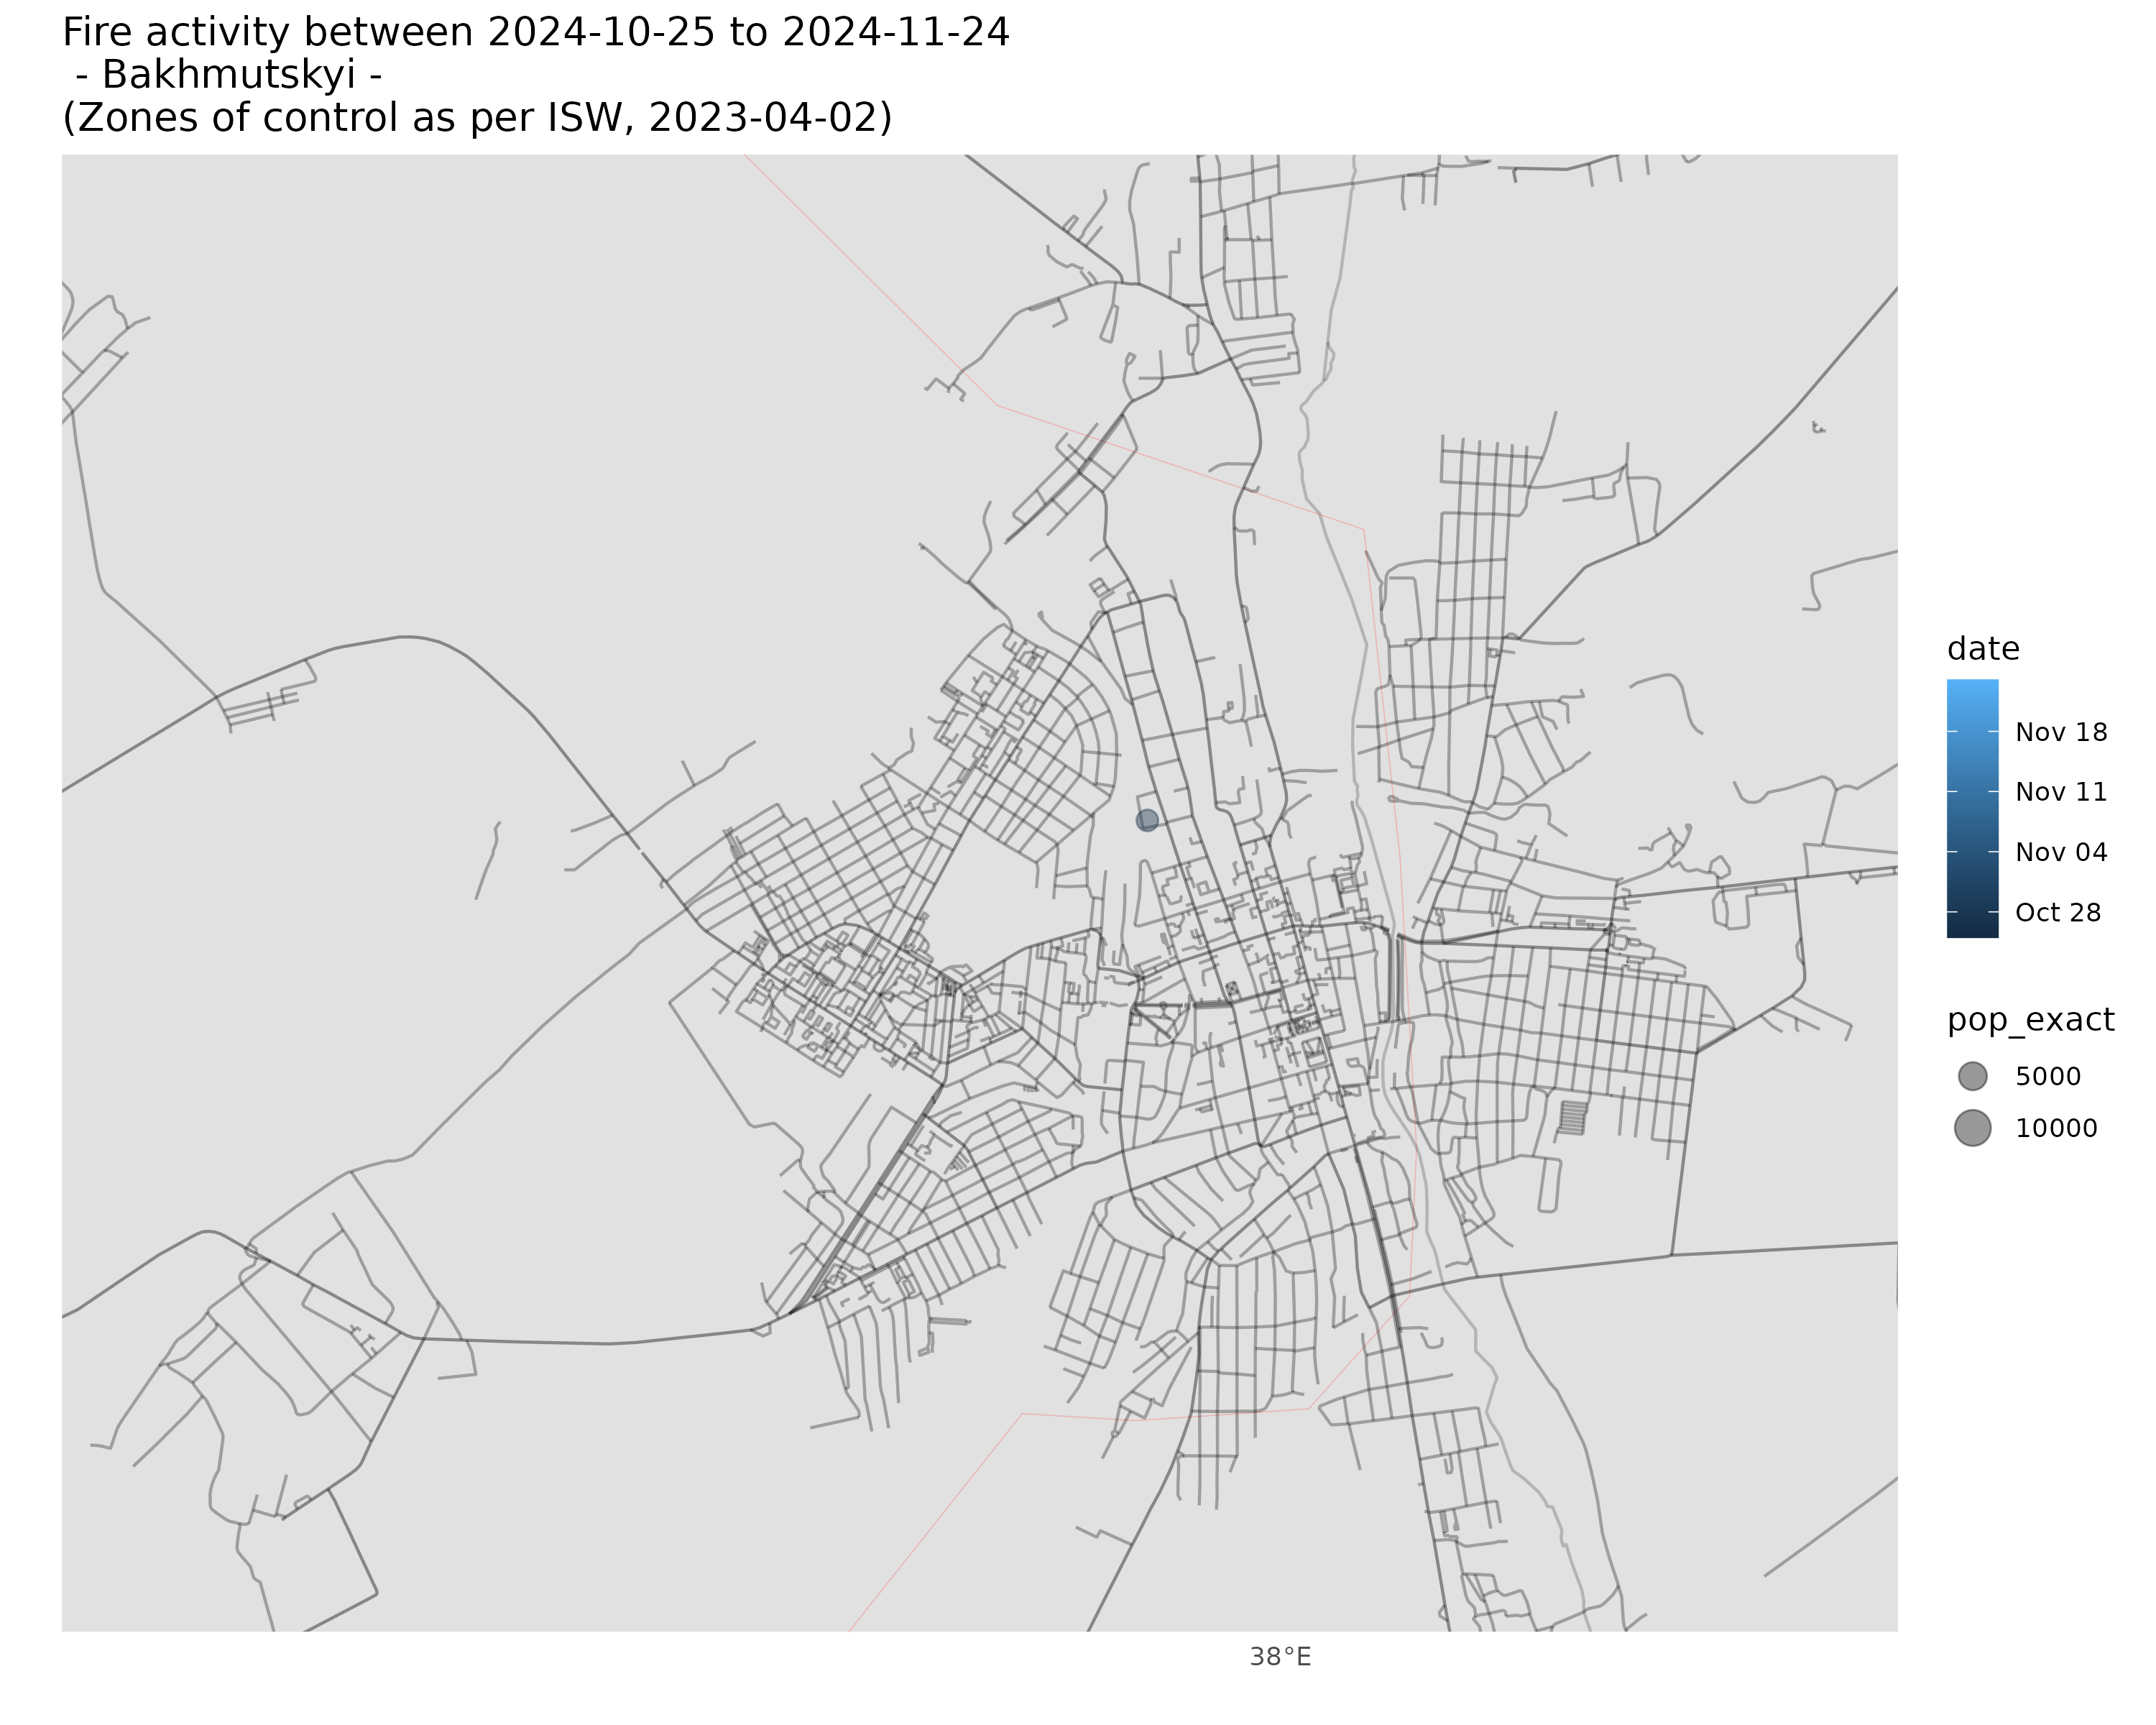 Fire activity between 2024-10-25 to 2024-11-24
- Bakhmutskyi -
(Zones of control as per ISW, 2023-04-02)
date
Nov 18
Nov 11
Nov 04
Oct 28
pop_exact
5000
10000
38°E